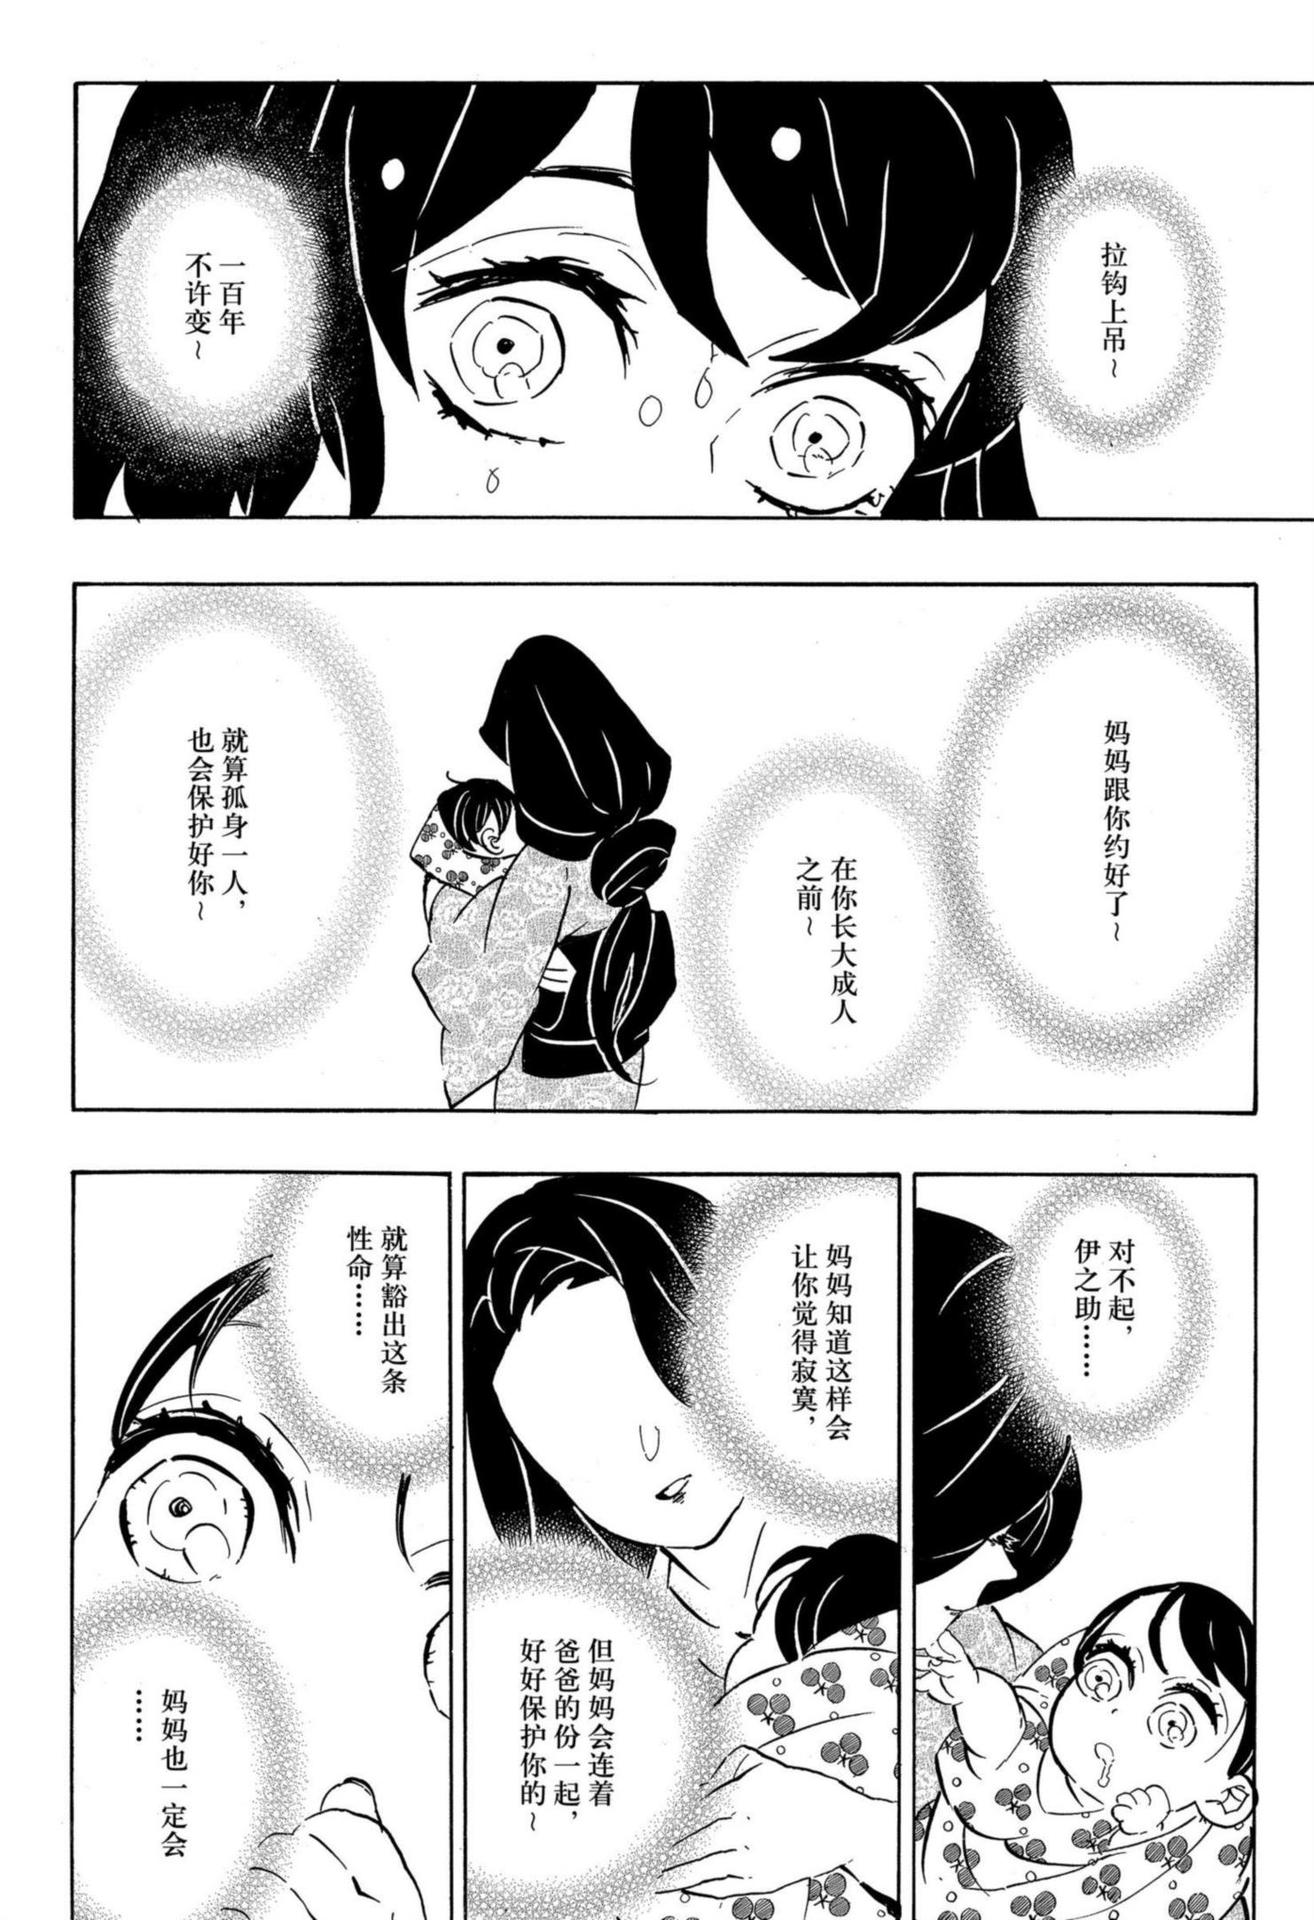 拉钩上吊～
一百年
不许变～
妈妈跟你约好了～
在你长大成人
之前～
就算孤身一人，
也会保护好你～
对不起，
伊之助……
妈妈知道这样会
让你觉得寂寞，
但妈妈会连着
爸爸的份一起，
好好保护你的～
就算豁出这条
性命……
妈妈也一定会
……